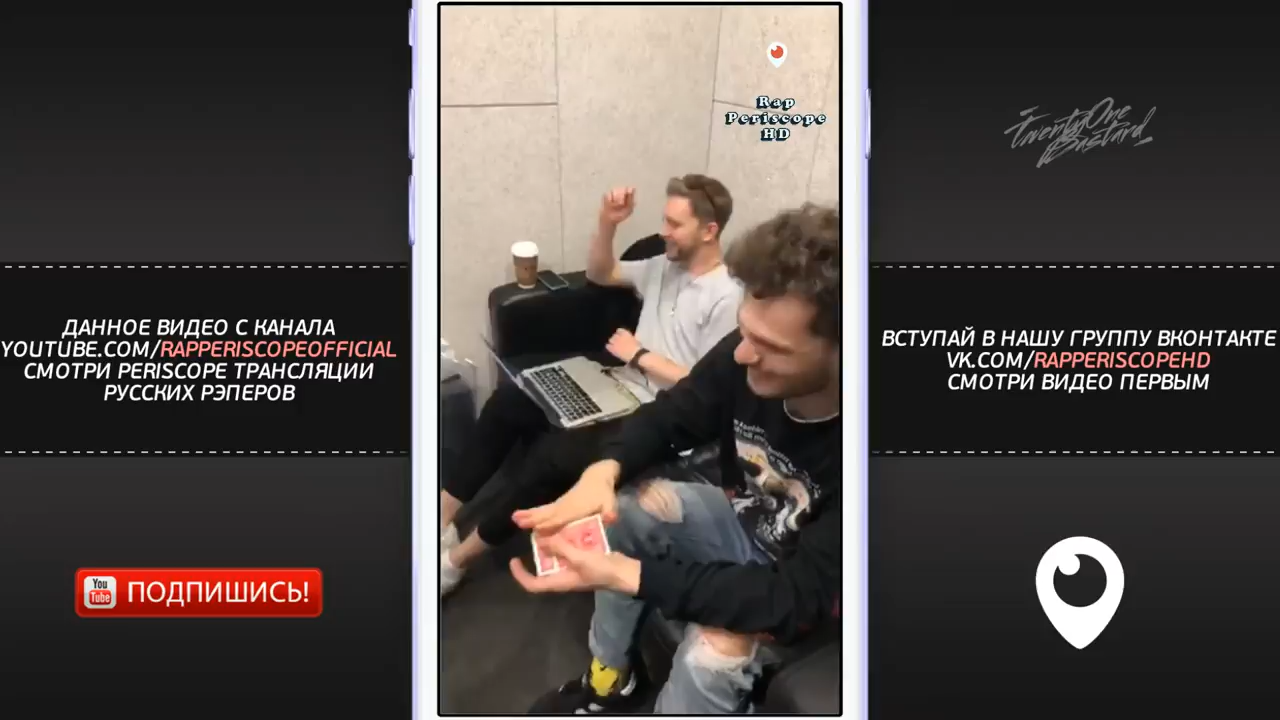 ДАННОЕ ВИДЕО С КАНАЛА
YOUTUBE.COM/RAPPERISCOPEOFFICIAL
СМОТРИ PERISCOPE ТРАНСЛЯЦИИ
РУССКИХ РЭПЕРОВ
You
Tube
ПОДПИШИСЬ!
Rap
Periscope
HD
TwentyOne
Bastard
ВСТУПАЙ В НАШУ ГРУППУ ВКОНТАКТЕ
VK.COM/RAPPERISCOPEHD
СМОТРИ ВИДЕО ПЕРВЫМ